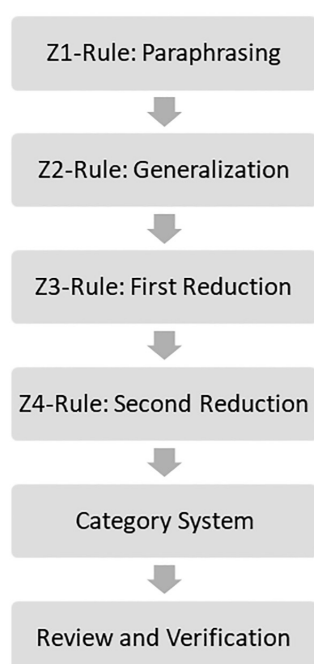 Z1-Rule: Paraphrasing
Z2-Rule: Generalization
Z3-Rule: First Reduction
Z4-Rule: Second Reduction
Category System
Review and Verification